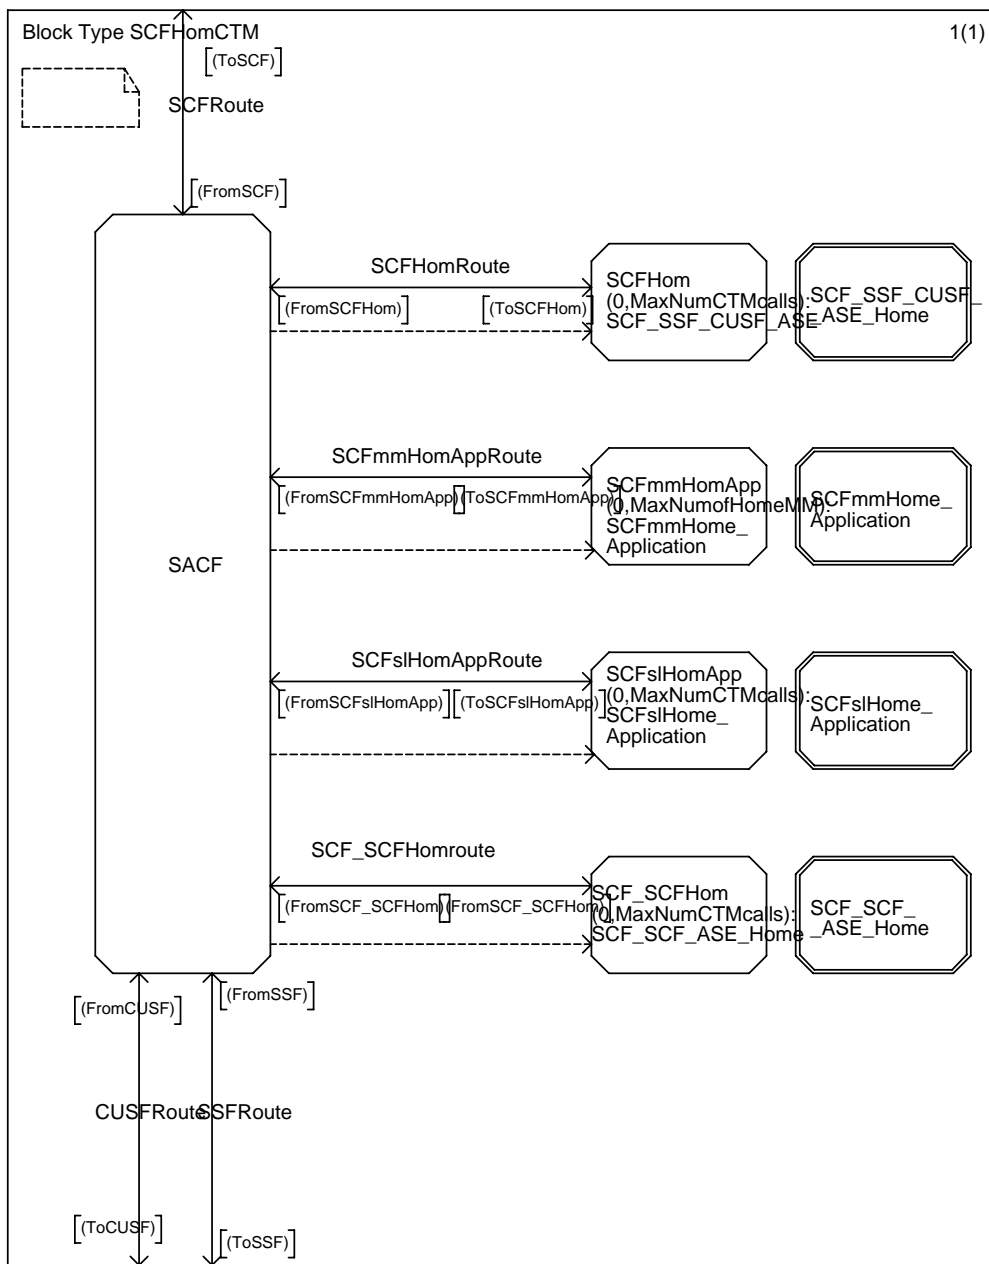 Block Type SCFHomCTM
1(1)
(ToSCF)
SCFRoute
(FromSCF)
SCFHomRoute
(FromSCFHom)
(ToSCFHom)
SCFHom
(0,MaxNumCTMcalls):
SCF_SSF_CUSF_ASE
SCF_SSF_CUSF_
_ASE_Home
SCFmmHomAppRoute
(FromSCFmmHomApp)
(ToSCFmmHomApp)
SCFmmHomApp
(0,MaxNumofHomeMM):
SCFmmHome_
Application
SCFmmHome_
Application
SACF
SCFslHomAppRoute
(FromSCFslHomApp)
(ToSCFslHomApp)
SCFslHomApp
(0,MaxNumCTMcalls):
SCFslHome_
Application
SCFslHome_
Application
SCF_SCFHomroute
(FromSCF_SCFHom)
(FromSCF_SCFHom)
SCF_SCFHom
(0,MaxNumCTMcalls):
SCF_SCF_ASE_Home
SCF_SCF_
_ASE_Home
(FromCUSF)
(FromSSF)
CUSFRoute
SSFRoute
(ToCUSF)
(ToSSF)